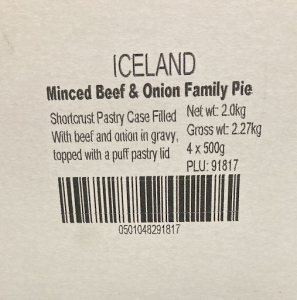 ICELAND
Minced Beef & Onion Family Pie
Shortcrust Pastry Case Filled
With beef and onion in gravy,
topped with a puff pastry lid
Net wt: 2.0kg
Gross wt: 2.27kg
4 x 500g
PLU: 91817
0501048291817